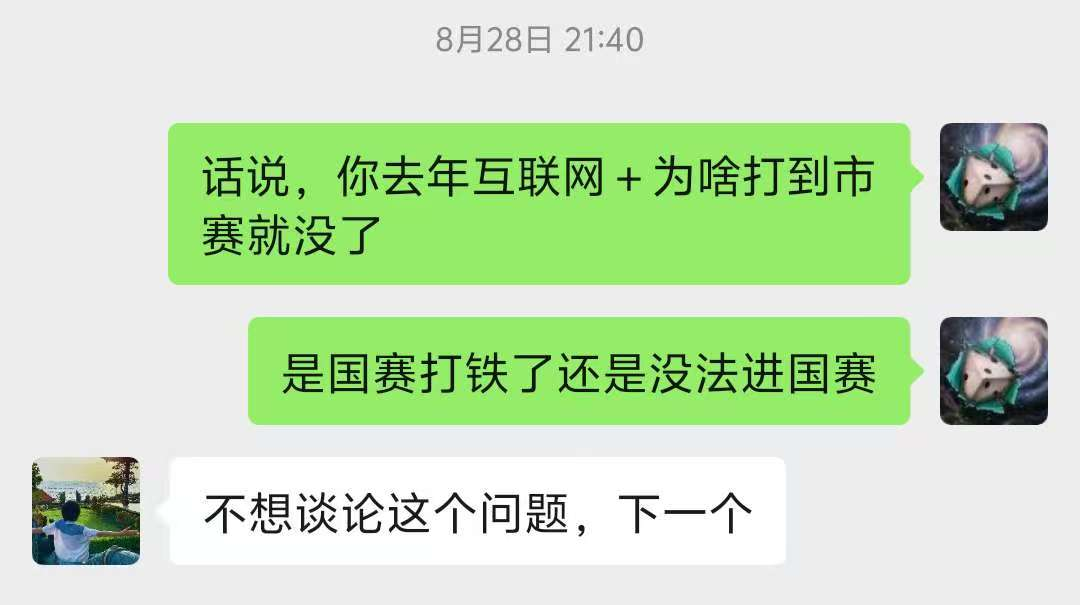 8月28日 21:40
话说，你去年互联网＋为啥打到市
赛就没了
是国赛打铁了还是没法进国赛
不想谈论这个问题，下一个